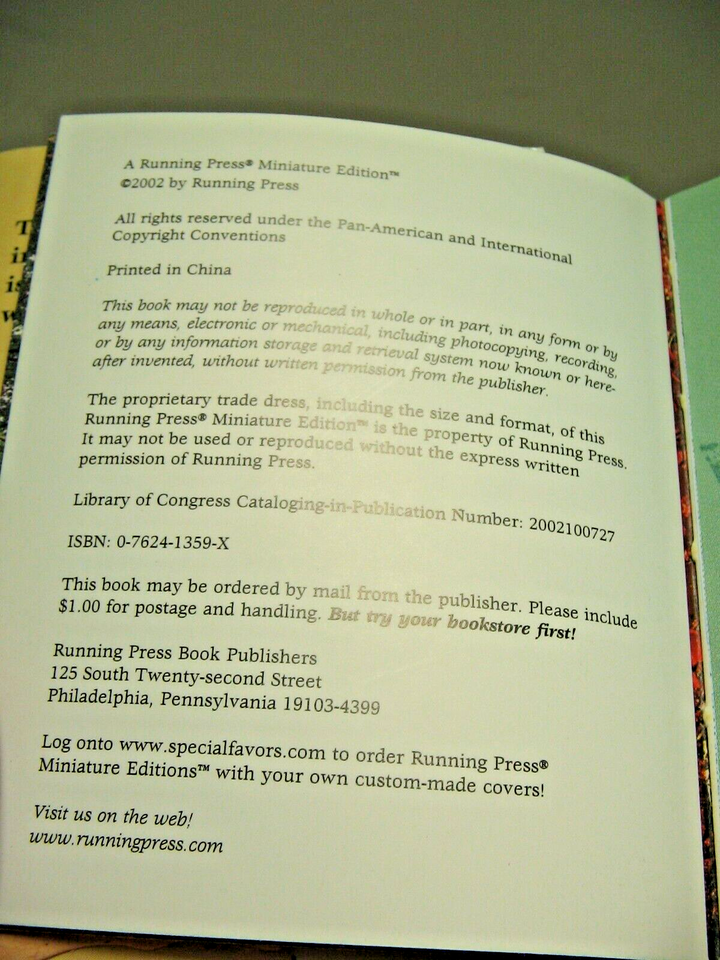 A Running Press® Miniature Edition™
©2002 by Running Press
All rights reserved under the Pan-American and International
Copyright Conventions
Printed in China
This book may not be reproduced in whole or in part, in any form or by
any means, electronic or mechanical, including photocopying, recording,
or by any information storage and retrieval system now known or here-
after invented, without written permission from the publisher.
The proprietary trade dress, including the size and format, of this
Running Press® Miniature Edition™ is the property of Running Press.
It may not be used or reproduced without the express written
permission of Running Press.
Library of Congress Cataloging-in-Publication Number: 2002100727
ISBN: 0-7624-1359-X
This book may be ordered by mail from the publisher. Please include
$1.00 for postage and handling. But try your bookstore first!
Running Press Book Publishers
125 South Twenty-second Street
Philadelphia, Pennsylvania 19103-4399
Log onto www.specialfavors.com to order Running Press®
Miniature Editions™ with your own custom-made covers!
Visit us on the web!
www.runningpress.com